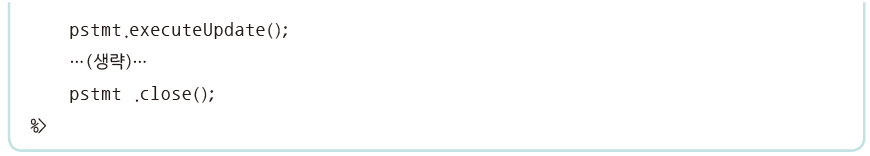 pstmt.executeUpdate();
…(생략)…
pstmt .close();
%>